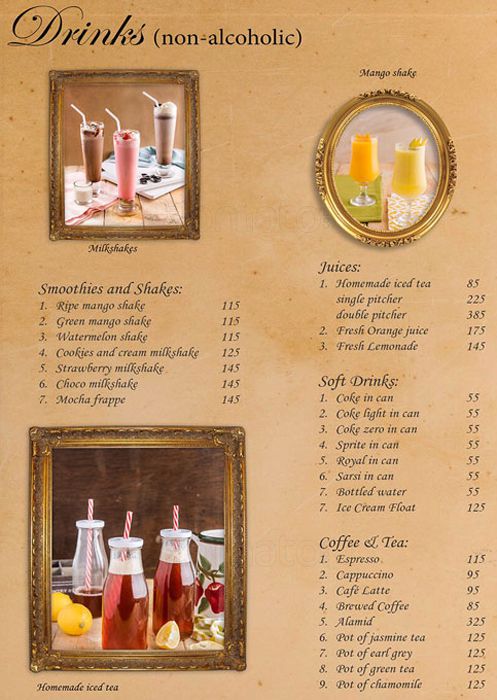 Drinks (non-alcoholic)
Mango shake
Milkshakes
Smoothies and Shakes:
1. Ripe mango shake 115
2. Green mango shake 115
3. Watermelon shake 115
4. Cookies and cream milkshake 125
5. Strawberry milkshake 145
6. Choco milkshake 145
7. Mocha frappe 145
Homemade iced tea
Juices:
1. Homemade iced tea 85
single pitcher 225
double pitcher 385
2. Fresh Orange juice 175
3. Fresh Lemonade 145
Soft Drinks:
1. Coke in can 55
2. Coke light in can 55
3. Coke zero in can 55
4. Sprite in can 55
5. Royal in can 55
6. Sarsi in can 55
7. Bottled water 55
7. Ice Cream Float 125
Coffee & Tea:
1. Espresso 115
2. Cappuccino 95
3. Café Latte 95
4. Brewed Coffee 85
5. Alamid 325
6. Pot of jasmine tea 125
7. Pot of earl grey 125
8. Pot of green tea 125
9. Pot of chamomile 125